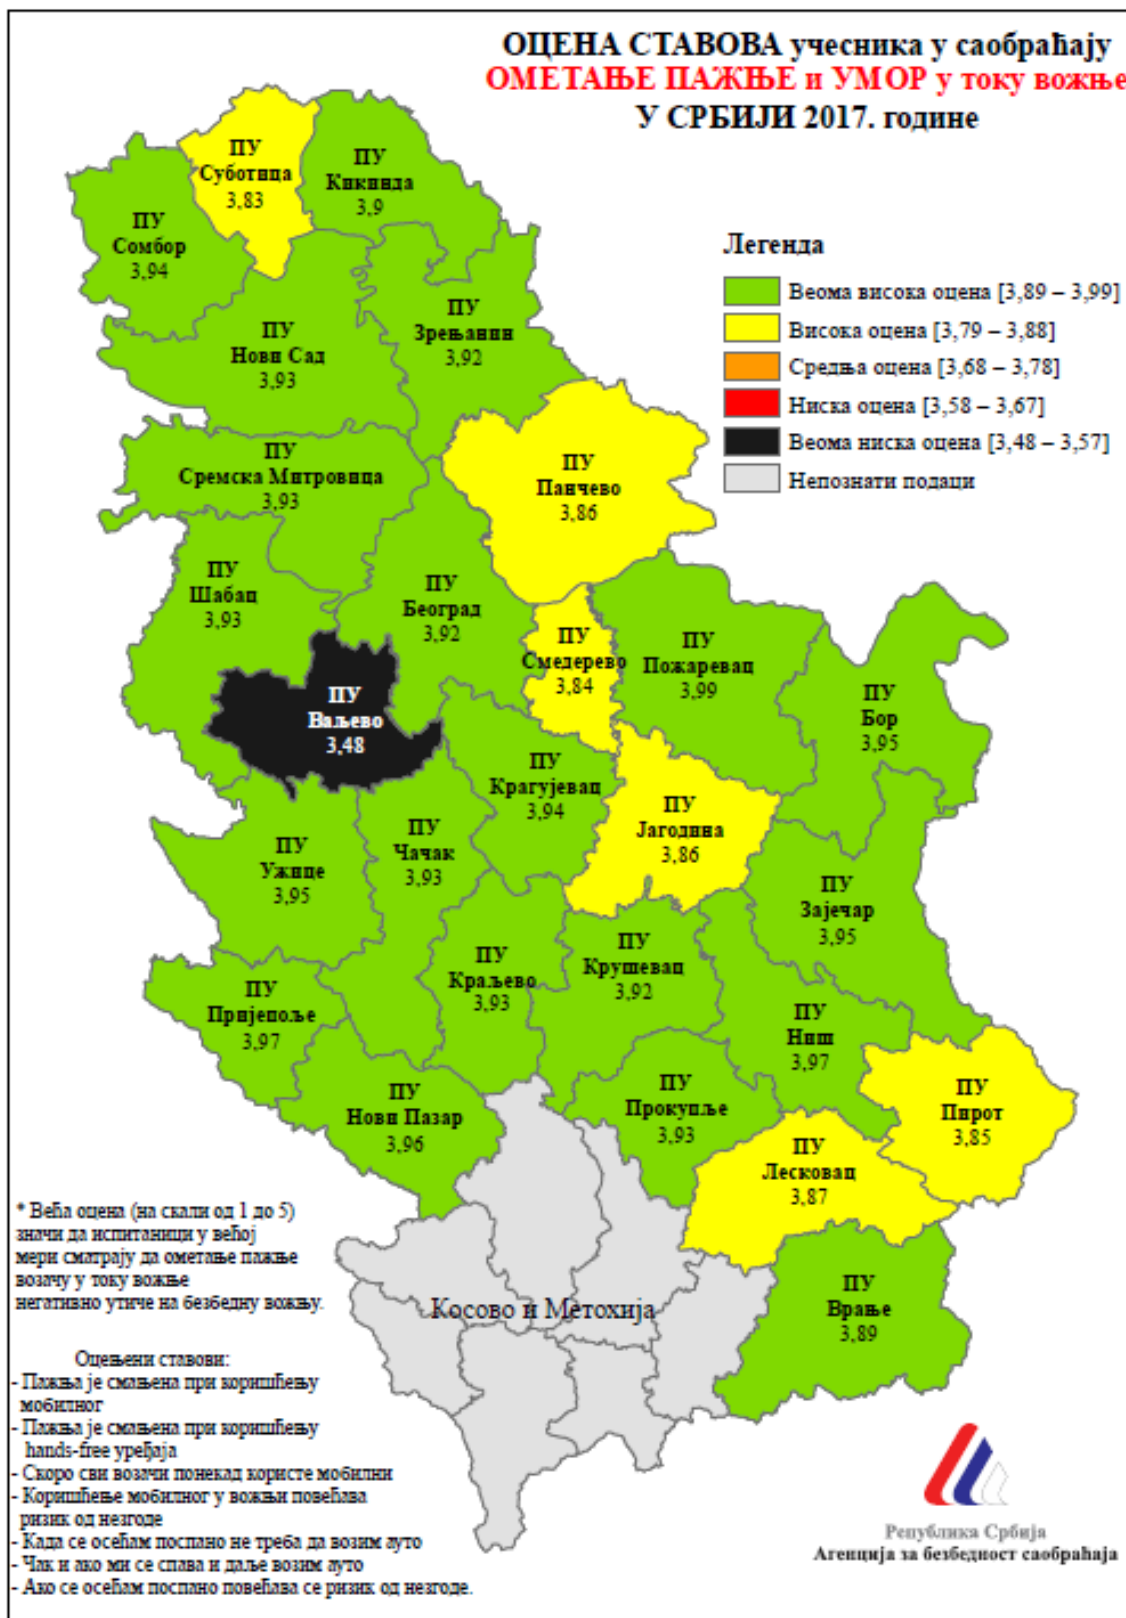 ОЦЕНА СТАВОВА учесника у саобраћају
ОМЕТАЊЕ ПАЖЊЕ и УМОР у току вожње
У СРБИЈИ 2017. године
ПУ
Суботица
3,83
ПУ
Кикинда
3,9
ПУ
Сомбор
3,94
ПУ
Нови Сад
3,93
ПУ
Зрењанин
3,92
Легенда
Веома висока оцена [3,89 – 3,99]
Висока оцена [3,79 – 3,88]
Средња оцена [3,68 – 3,78]
Ниска оцена [3,58 – 3,67]
Веома ниска оцена [3,48 – 3,57]
Непознати подаци
ПУ
Сремска Митровица
3,93
ПУ
Панчево
3,86
ПУ
Шабац
3,93
ПУ
Београд
3,92
ПУ
Смедерево
3,84
ПУ
Пожаревац
3,99
ПУ
Бор
3,95
ПУ
Ваљево
3,48
ПУ
Крагујевац
3,94
ПУ
Јагодина
3,86
ПУ
Ужице
3,95
ПУ
Чачак
3,93
ПУ
Зајечар
3,95
ПУ
Краљево
3,93
ПУ
Крушевац
3,92
ПУ
Пријепоље
3,97
ПУ
Ниш
3,97
ПУ
Нови Пазар
3,96
ПУ
Прокупље
3,93
ПУ
Пирот
3,85
ПУ
Лесковац
3,87
ПУ
Врање
3,89
Косово и Метохија
* Већа оцена (на скали од 1 до 5)
значи да испитаници у већој
мери сматрају да ометање пажње
возачу у току вожње
негативно утиче на безбедну вожњу.
Оцењени ставови:
- Пажња је смањена при коришћењу
мобилног
- Пажња је смањена при коришћењу
hands-free уређаја
- Скоро сви возачи понекад користе мобилни
- Коришћење мобилног у вожњи повећава
ризик од незгоде
- Када се осећам поспано не треба да возим ауто
- Чак и ако ми се спава и даље возим ауто
- Ако се осећам поспано повећава се ризик од незгоде.
Република Србија
Агенција за безбедност саобраћаја